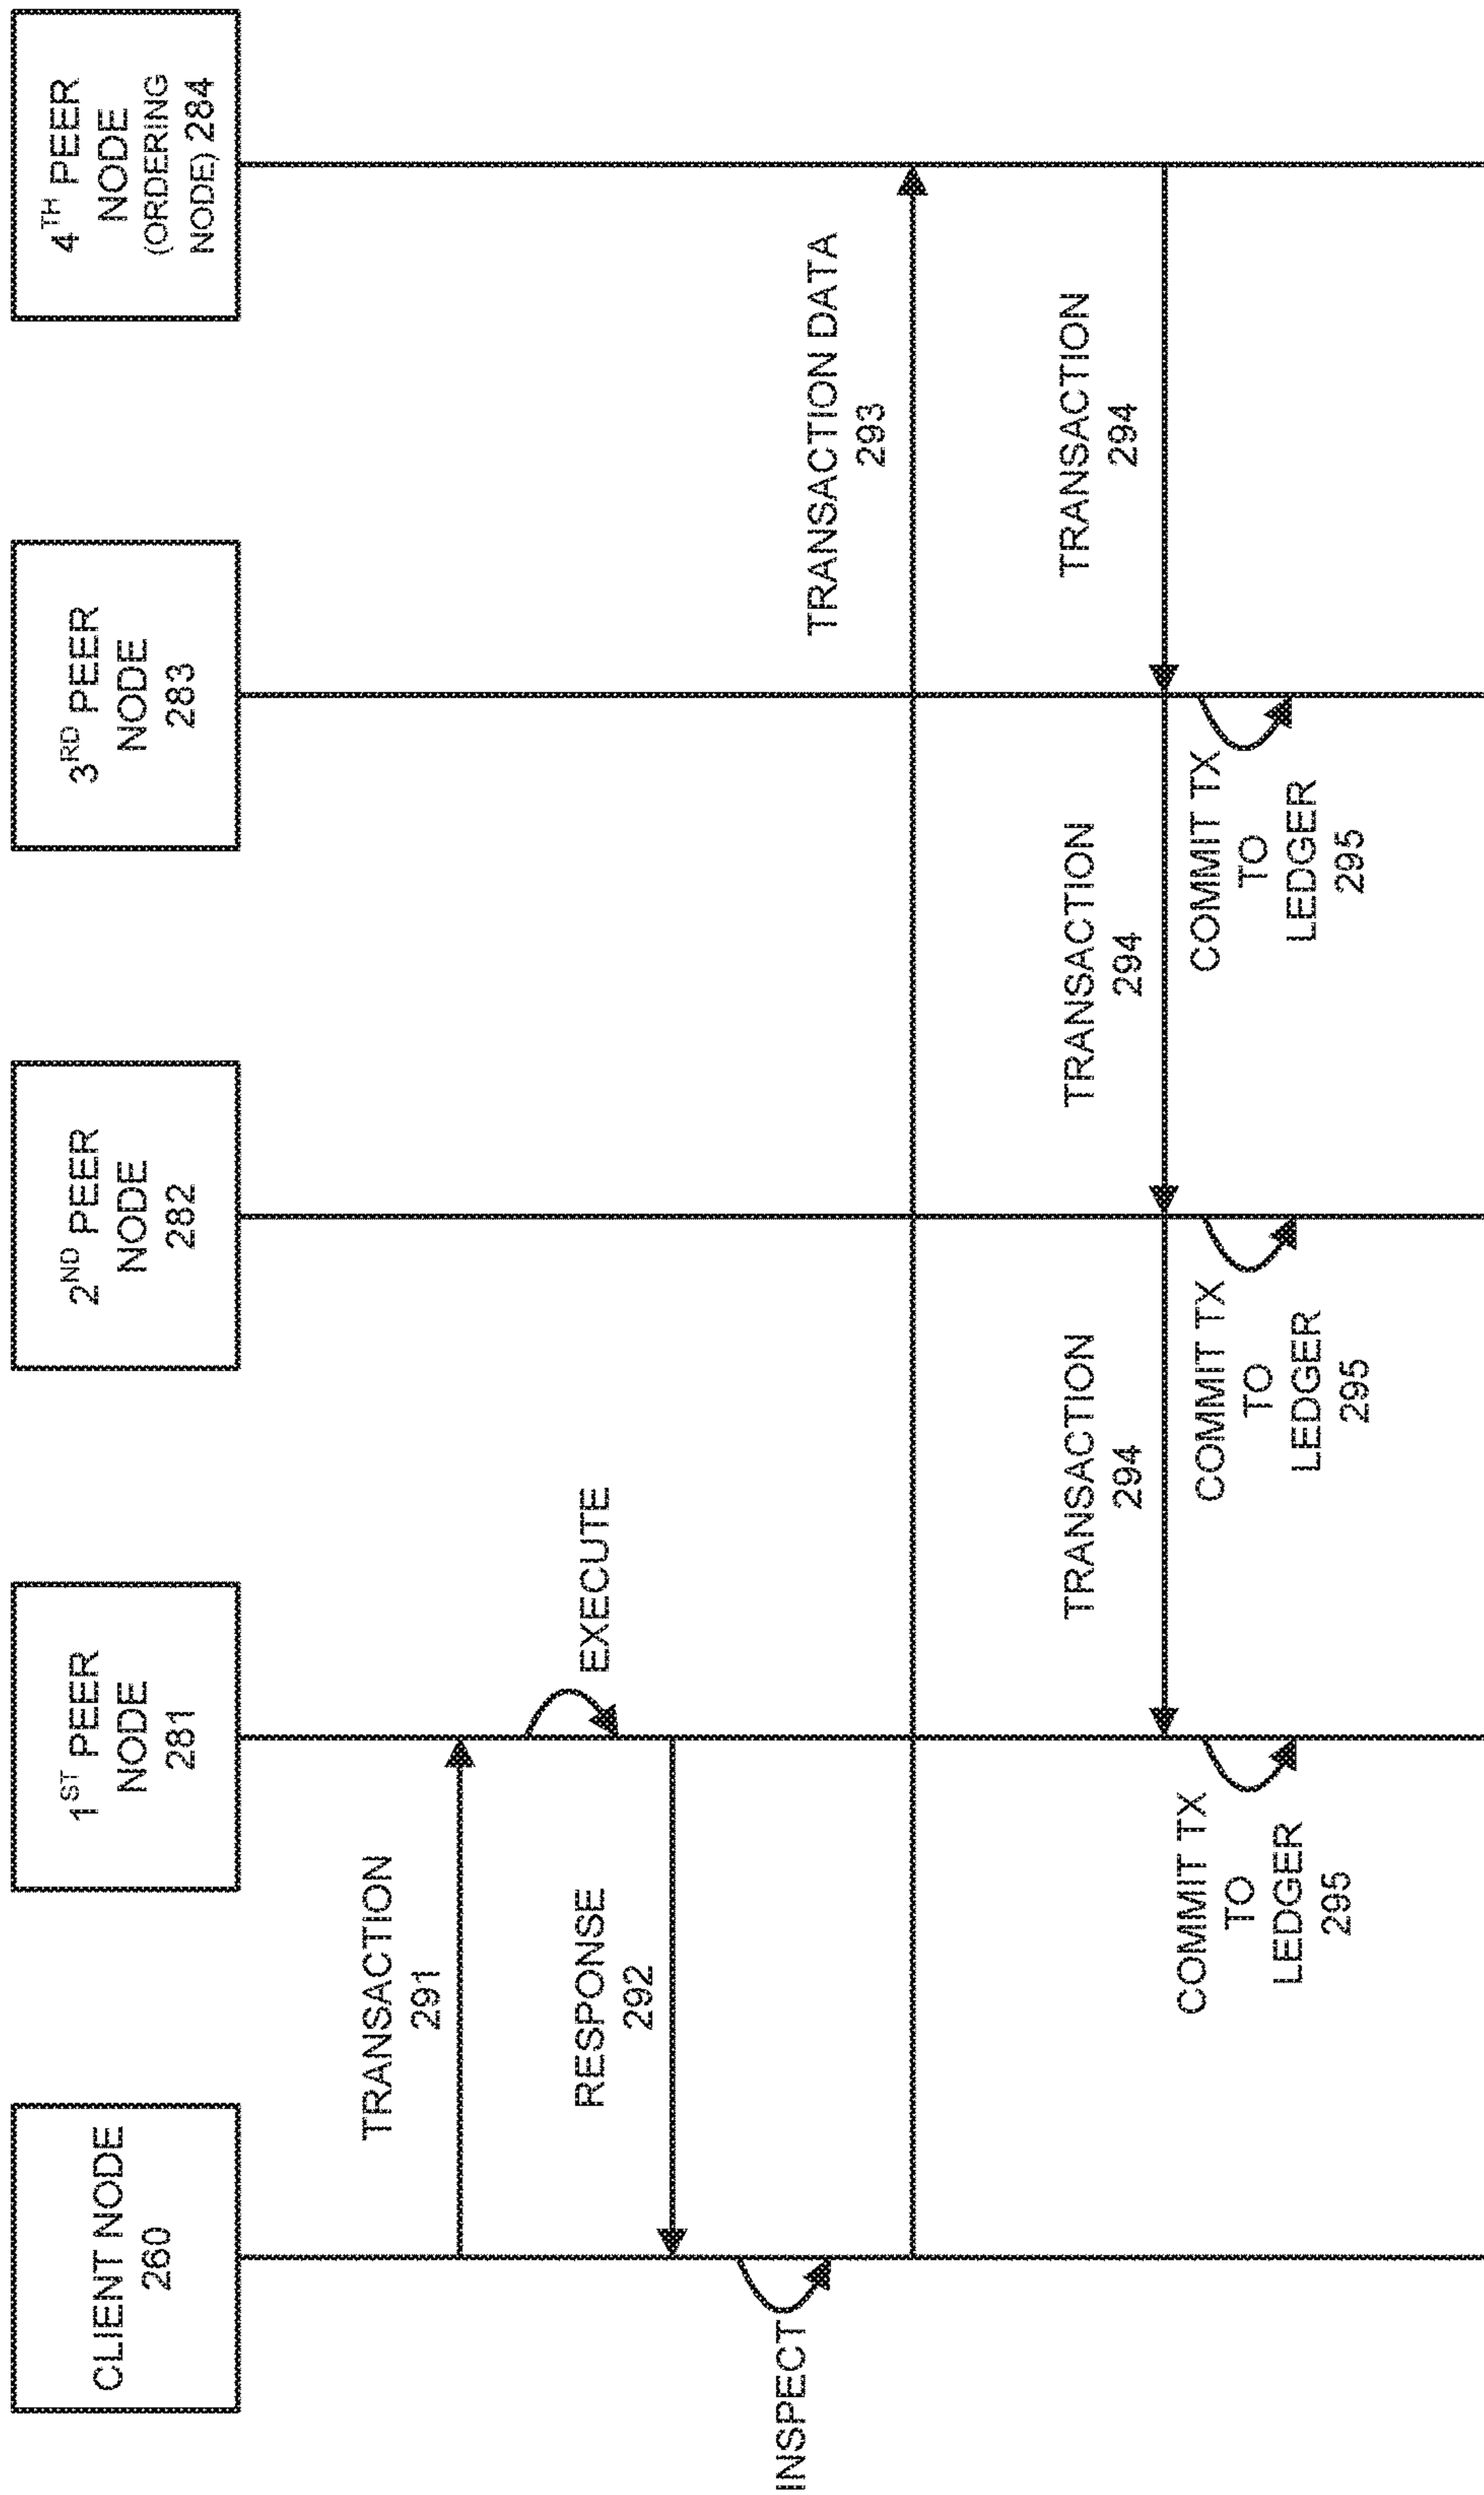 CLIENT NODE
260
1ST PEER
NODE
281
2ND PEER
NODE
282
3RD PEER
NODE
283
4TH PEER
NODE
(ORDERING
NODE) 284
TRANSACTION
291
EXECUTE
RESPONSE
292
INSPECT
TRANSACTION DATA
293
TRANSACTION
294
TRANSACTION
294
TRANSACTION
294
COMMIT TX
TO
LEDGER
295
COMMIT TX
TO
LEDGER
295
COMMIT TX
TO
LEDGER
295